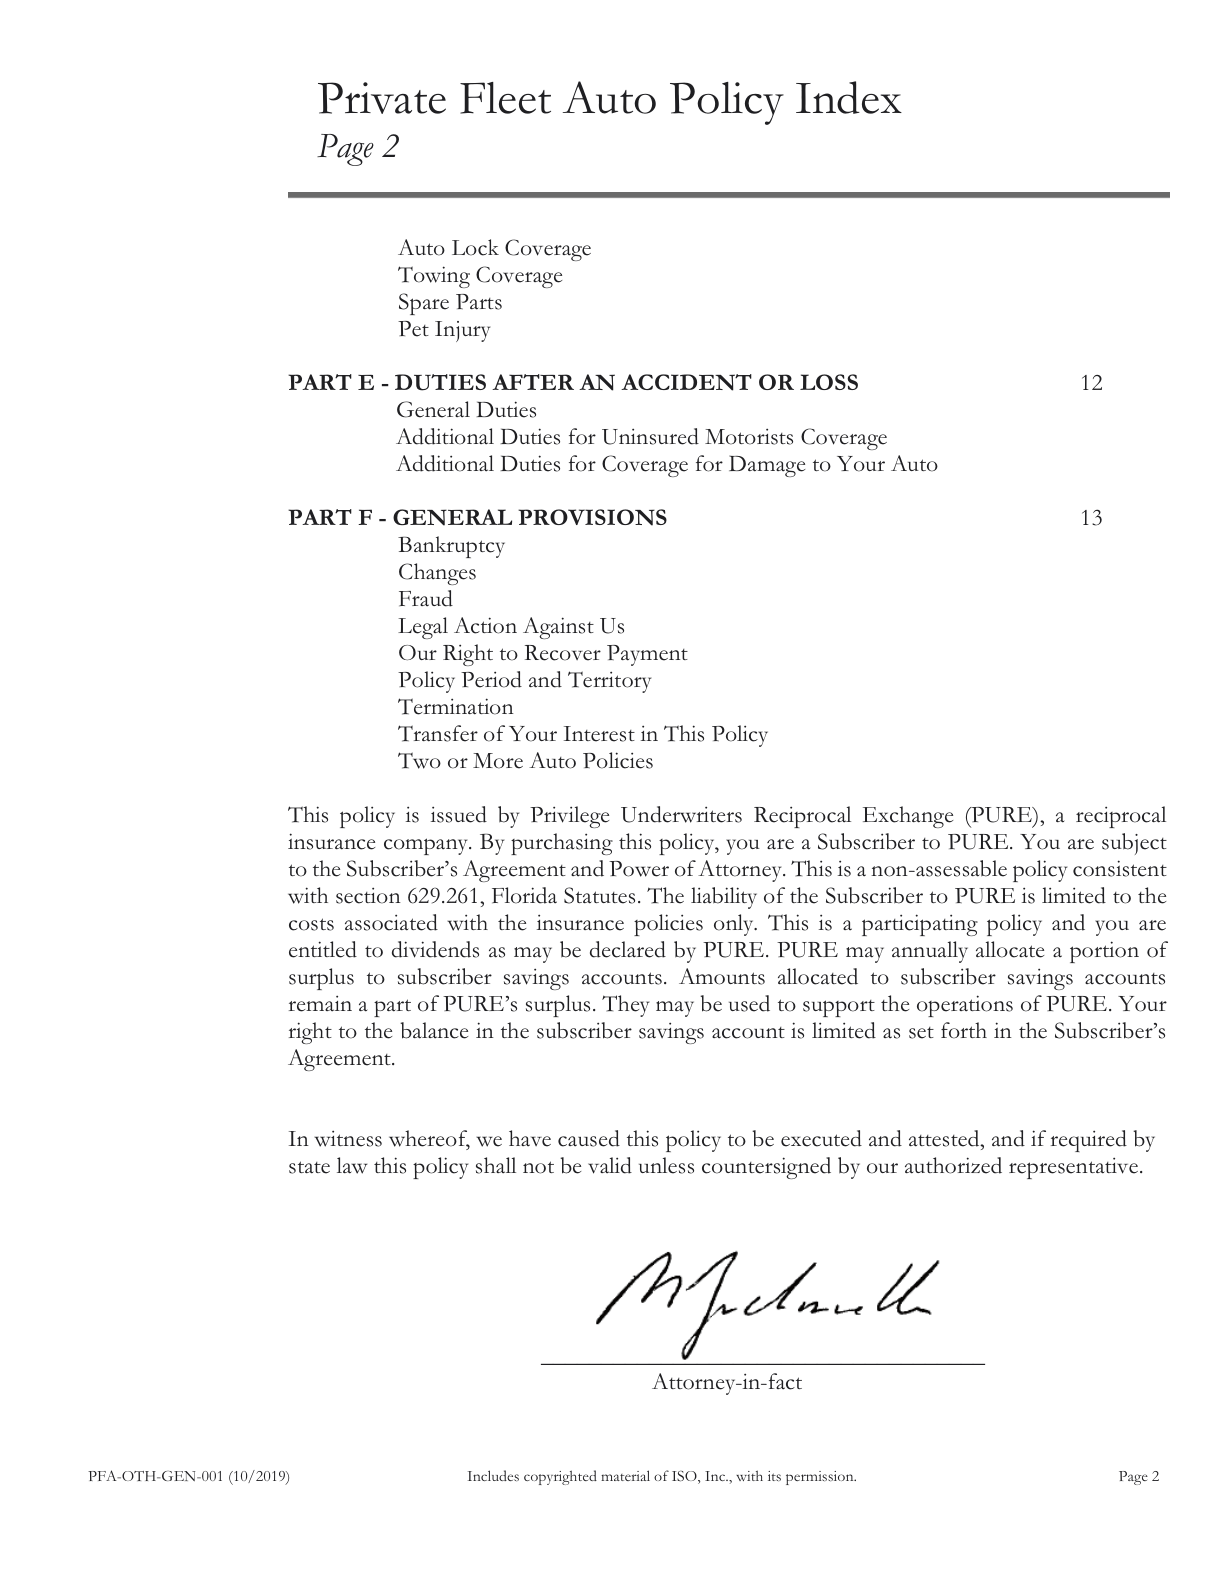 Private Fleet Auto Policy Index
Page 2
Auto Lock Coverage
Towing Coverage
Spare Parts
Pet Injury
PART E - DUTIES AFTER AN ACCIDENT OR LOSS 12
General Duties
Additional Duties for Uninsured Motorists Coverage
Additional Duties for Coverage for Damage to Your Auto
PART F - GENERAL PROVISIONS 13
Bankruptcy
Changes
Fraud
Legal Action Against Us
Our Right to Recover Payment
Policy Period and Territory
Termination
Transfer of Your Interest in This Policy
Two or More Auto Policies
This policy is issued by Privilege Underwriters Reciprocal Exchange (PURE), a reciprocal
insurance company. By purchasing this policy, you are a Subscriber to PURE. You are subject
to the Subscriber’s Agreement and Power of Attorney. This is a non-assessable policy consistent
with section 629.261, Florida Statutes. The liability of the Subscriber to PURE is limited to the
costs associated with the insurance policies only. This is a participating policy and you are
entitled to dividends as may be declared by PURE. PURE may annually allocate a portion of
surplus to subscriber savings accounts. Amounts allocated to subscriber savings accounts
remain a part of PURE’s surplus. They may be used to support the operations of PURE. Your
right to the balance in the subscriber savings account is limited as set forth in the Subscriber’s
Agreement.
In witness whereof, we have caused this policy to be executed and attested, and if required by
state law this policy shall not be valid unless countersigned by our authorized representative.
Attorney-in-fact
PFA-OTH-GEN-001 (10/2019) Includes copyrighted material of ISO, Inc., with its permission. Page 2